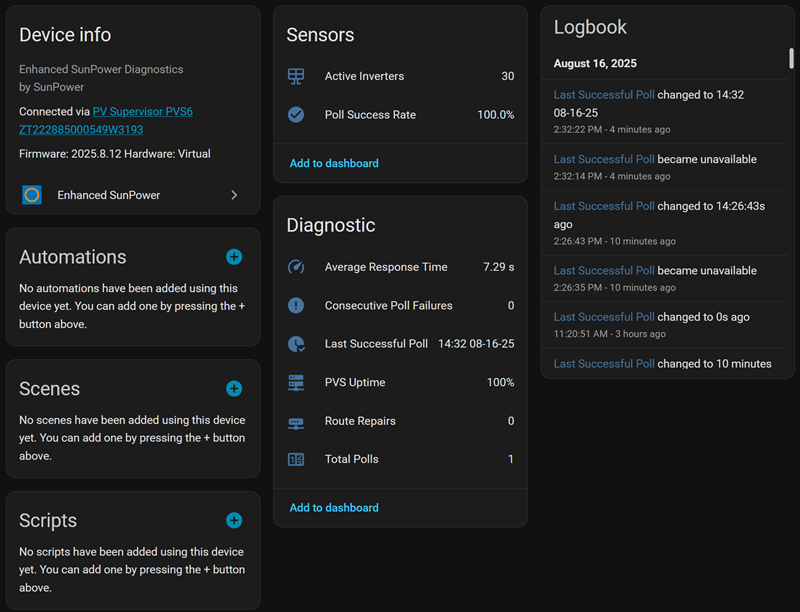 Device info
Enhanced SunPower Diagnostics
by SunPower
Connected via PV Supervisor PVS6
ZT222885000549W3193
Firmware: 2025.8.12 Hardware: Virtual
Enhanced SunPower
Automations
No automations have been added using this
device yet. You can add one by pressing the +
button above.
Scenes
No scenes have been added using this device
yet. You can add one by pressing the + button
above.
Scripts
No scripts have been added using this device
yet. You can add one by pressing the + button
above.
Sensors
Active Inverters 30
Poll Success Rate 100.0%
Add to dashboard
Diagnostic
Average Response Time 7.29 s
Consecutive Poll Failures 0
Last Successful Poll 14:32 08-16-25
PVS Uptime 100%
Route Repairs 0
Total Polls 1
Add to dashboard
Logbook
August 16, 2025
Last Successful Poll changed to 14:32
08-16-25
2:32:22 PM - 4 minutes ago
Last Successful Poll became unavailable
2:32:14 PM - 4 minutes ago
Last Successful Poll changed to 14:26:43s
ago
2:26:43 PM - 10 minutes ago
Last Successful Poll became unavailable
2:26:35 PM - 10 minutes ago
Last Successful Poll changed to 0s ago
11:20:51 AM - 3 hours ago
Last Successful Poll changed to 10 minutes